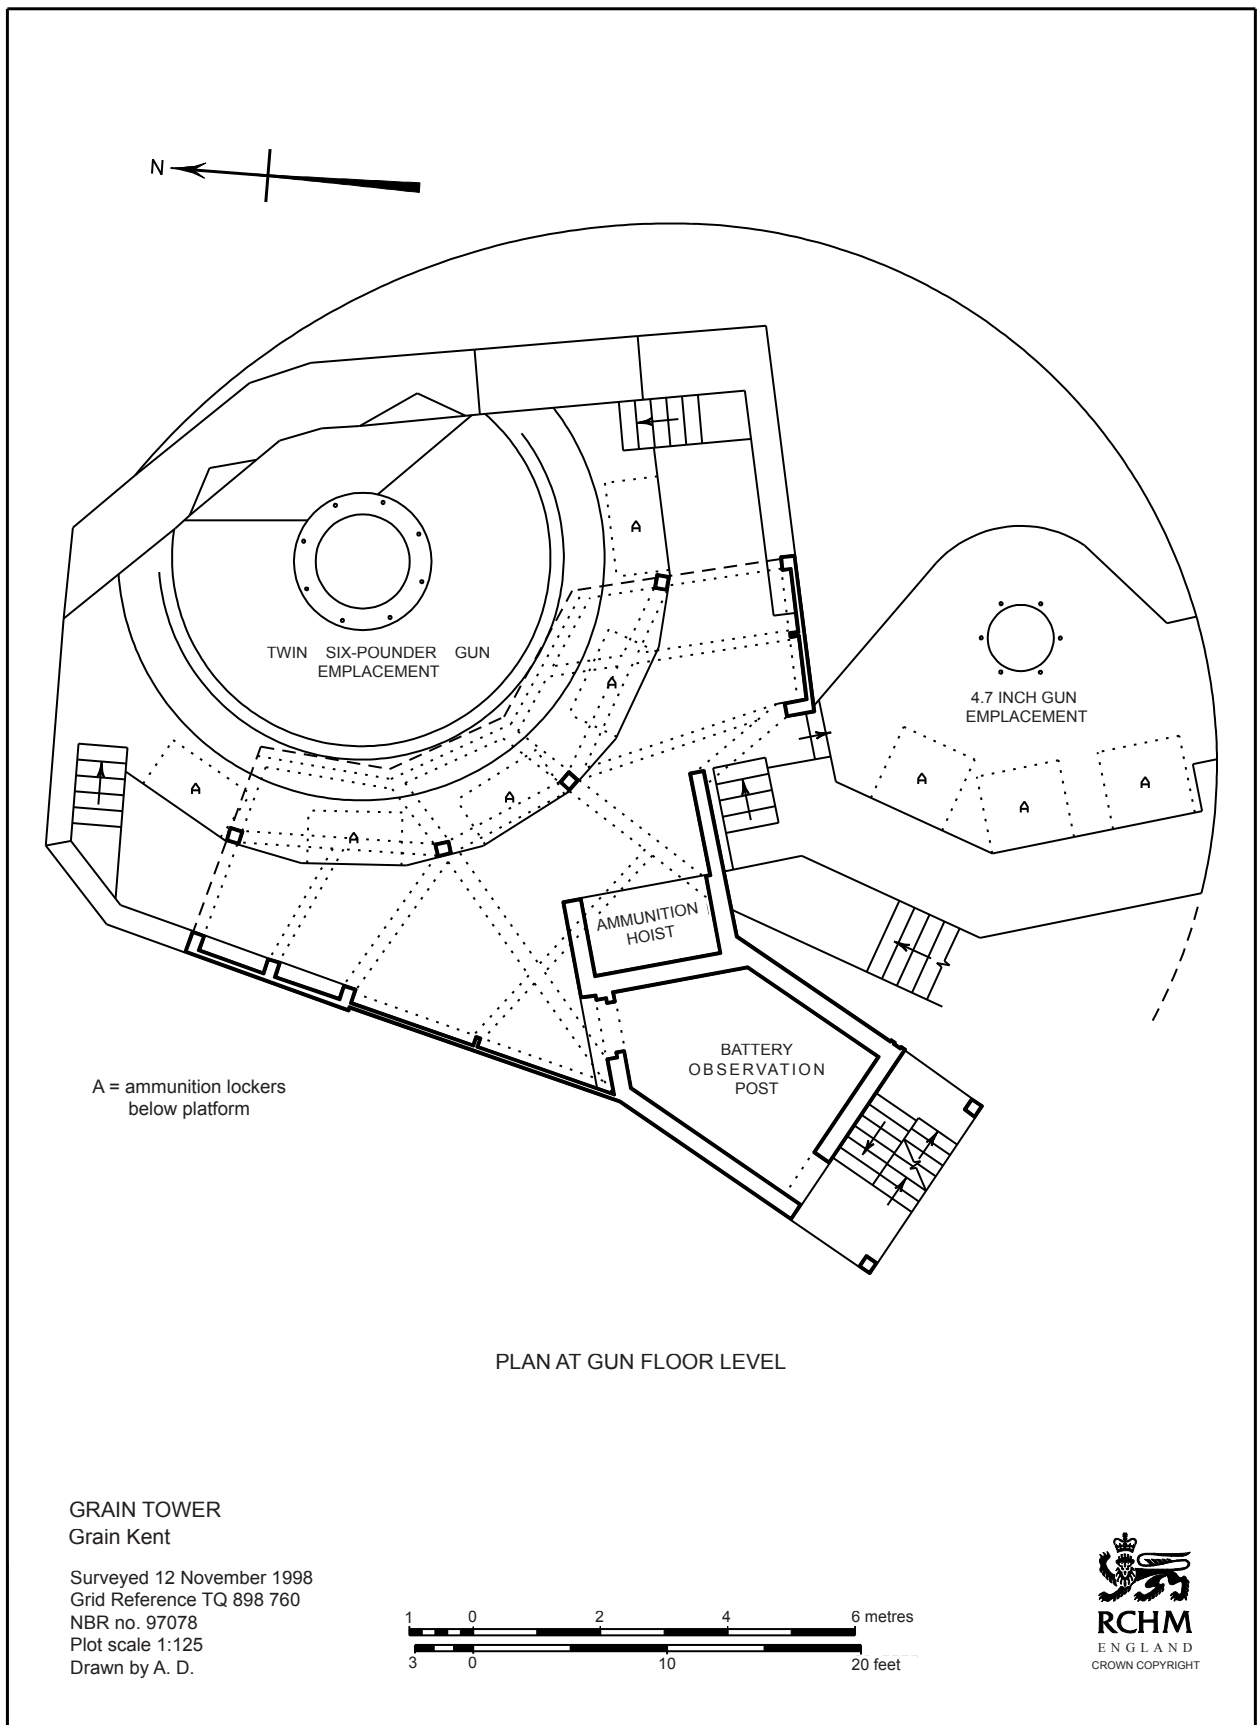 N
TWIN SIX-POUNDER GUN
EMPLACEMENT
4.7 INCH GUN
EMPLACEMENT
A
A
A
A
A
A
A
A
AMMUNITION
HOIST
BATTERY
OBSERVATION
POST
A = ammunition lockers
below platform
PLAN AT GUN FLOOR LEVEL
GRAIN TOWER
Grain Kent
Surveyed 12 November 1998
Grid Reference TQ 898 760
NBR no. 97078
Plot scale 1:125
Drawn by A. D.
1 0 2 4 6 metres
3 0 10 20 feet
RCHM
ENGLAND
CROWN COPYRIGHT